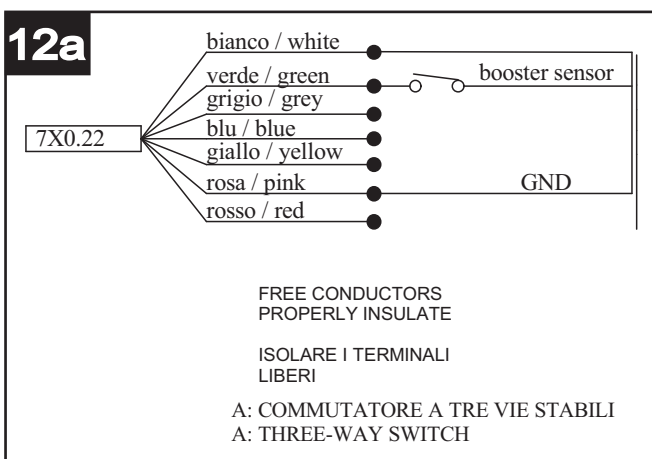 12a
bianco / white
verde / green
booster sensor
grigio / grey
7X0.22
blu / blue
giallo / yellow
rosa / pink
GND
rosso / red
FREE CONDUCTORS
PROPERLY INSULATE
ISOLARE I TERMINALI
LIBERI
A: COMMUTATORE A TRE VIE STABILI
A: THREE-WAY SWITCH